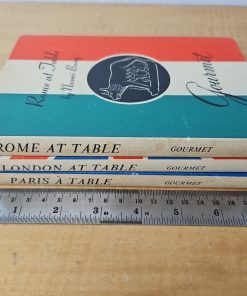 Rome at Table
by Naomi Barry
Gourmet
ROME AT TABLE GOURMET
LONDON AT TABLE GOURMET
PARIS À TABLE GOURMET
1 2 3 4 5 6